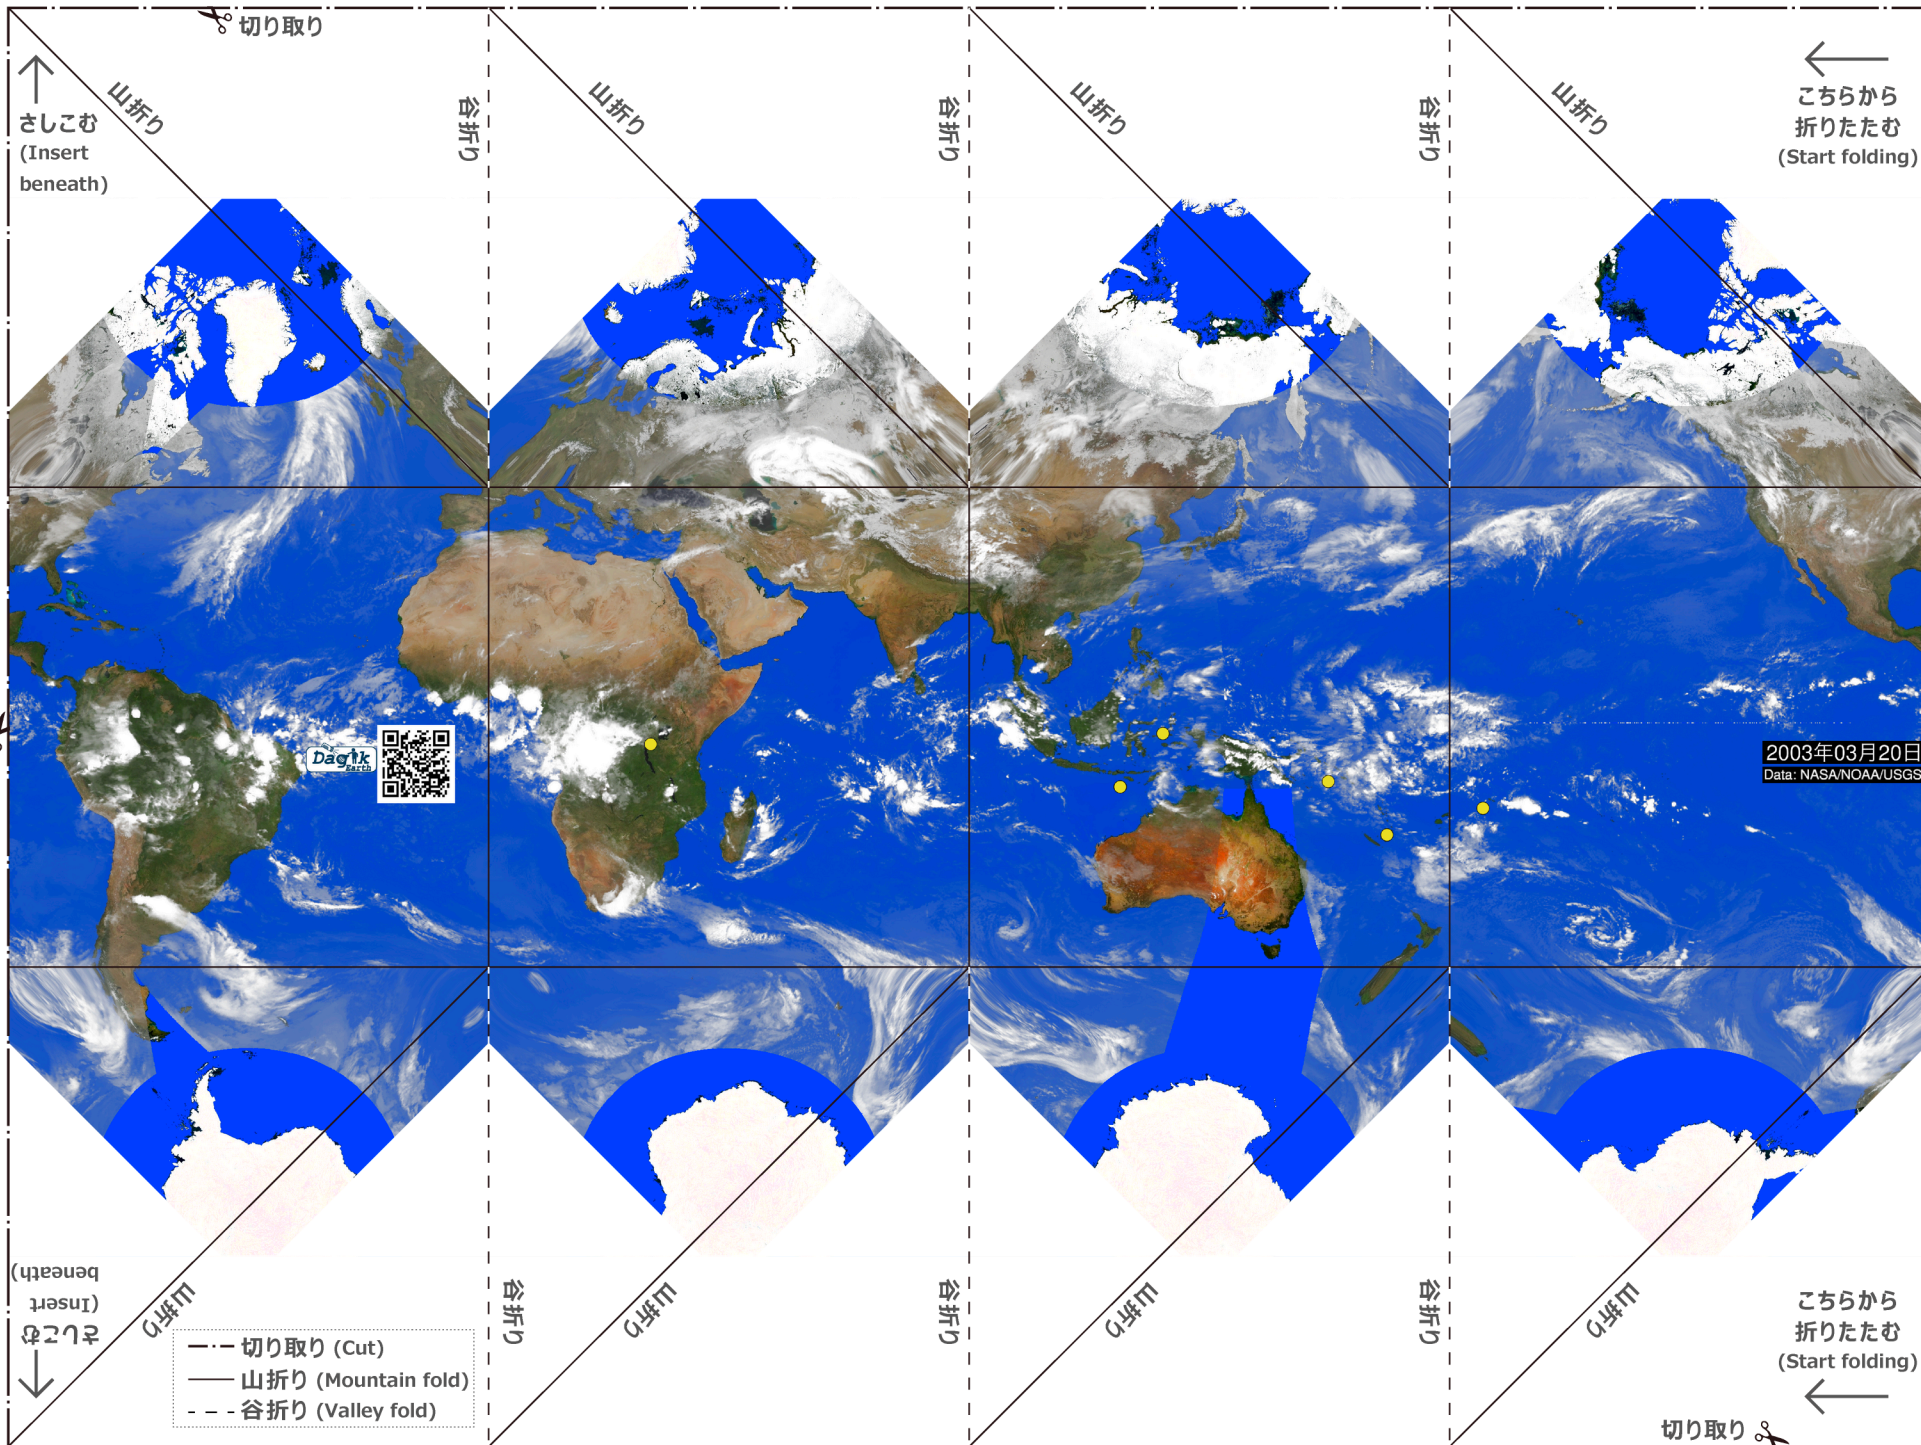 切り取り
山折り
山折り
山折り
山折り
谷折り
谷折り
谷折り
さしこむ
(Insert
beneath)
こちらから
折りたたむ
(Start folding)
Dagik
Earth
2003年03月20日
Data: NASA/NOAA/USGS
さしこむ
(Insert
beneath)
山折り
山折り
山折り
山折り
谷折り
谷折り
谷折り
こちらから
折りたたむ
(Start folding)
切り取り (Cut)
山折り (Mountain fold)
谷折り (Valley fold)
切り取り